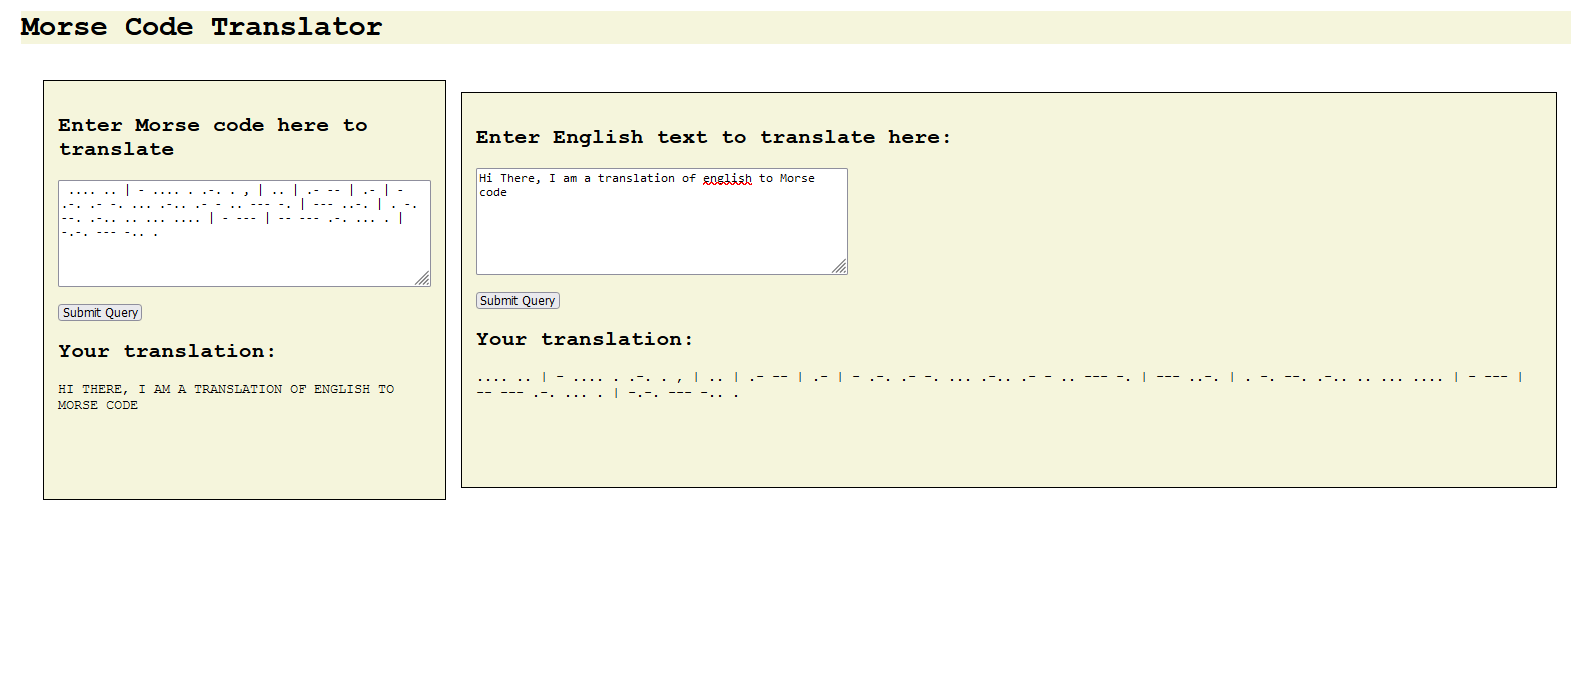 Morse Code Translator
Enter Morse code here to
translate
.... .. | - .... . .-. . , | .. | .- -- | .- | -
.-. .- -. ... .-.. .- - .. --- -. | --- ..-. | . -.
--. .-.. .. ... .... | - --- | -- --- .-. ... . |
-.-. --- -.. .
Submit Query
Your translation:
HI THERE, I AM A TRANSLATION OF ENGLISH TO
MORSE CODE
Enter English text to translate here:
Hi There, I am a translation of english to Morse
code
Submit Query
Your translation:
.... .. | - .... . .-. . , | .. | .- -- | .- | - .-. .- -. ... .-.. .- - .. --- -. | --- ..-. | . -. --. .-.. .. ... .... | - --- |
-- --- .-. ... . | -.-. --- -.. .